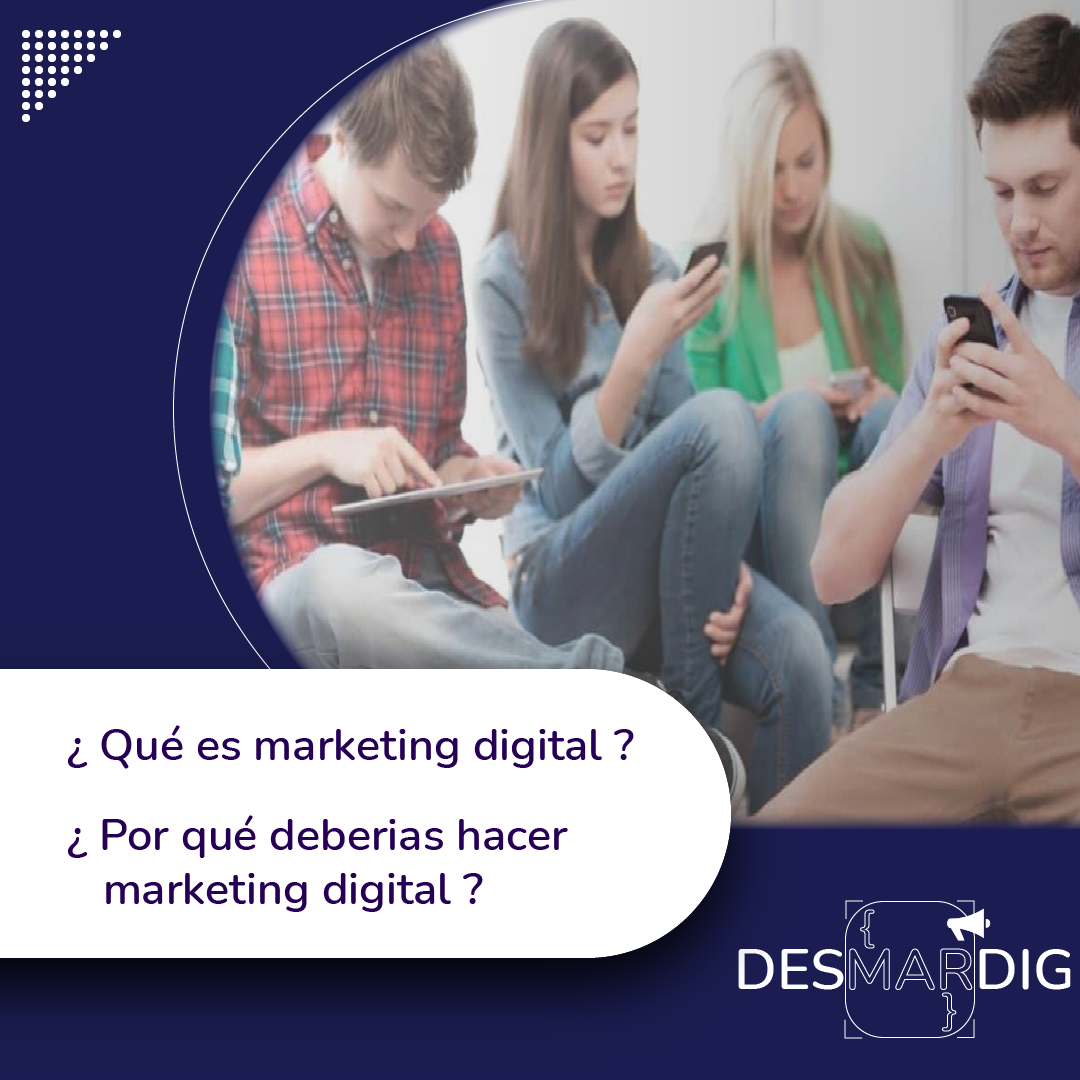 ¿ Qué es marketing digital ?
¿ Por qué deberias hacer
marketing digital ?
{
DESMARDIG
}